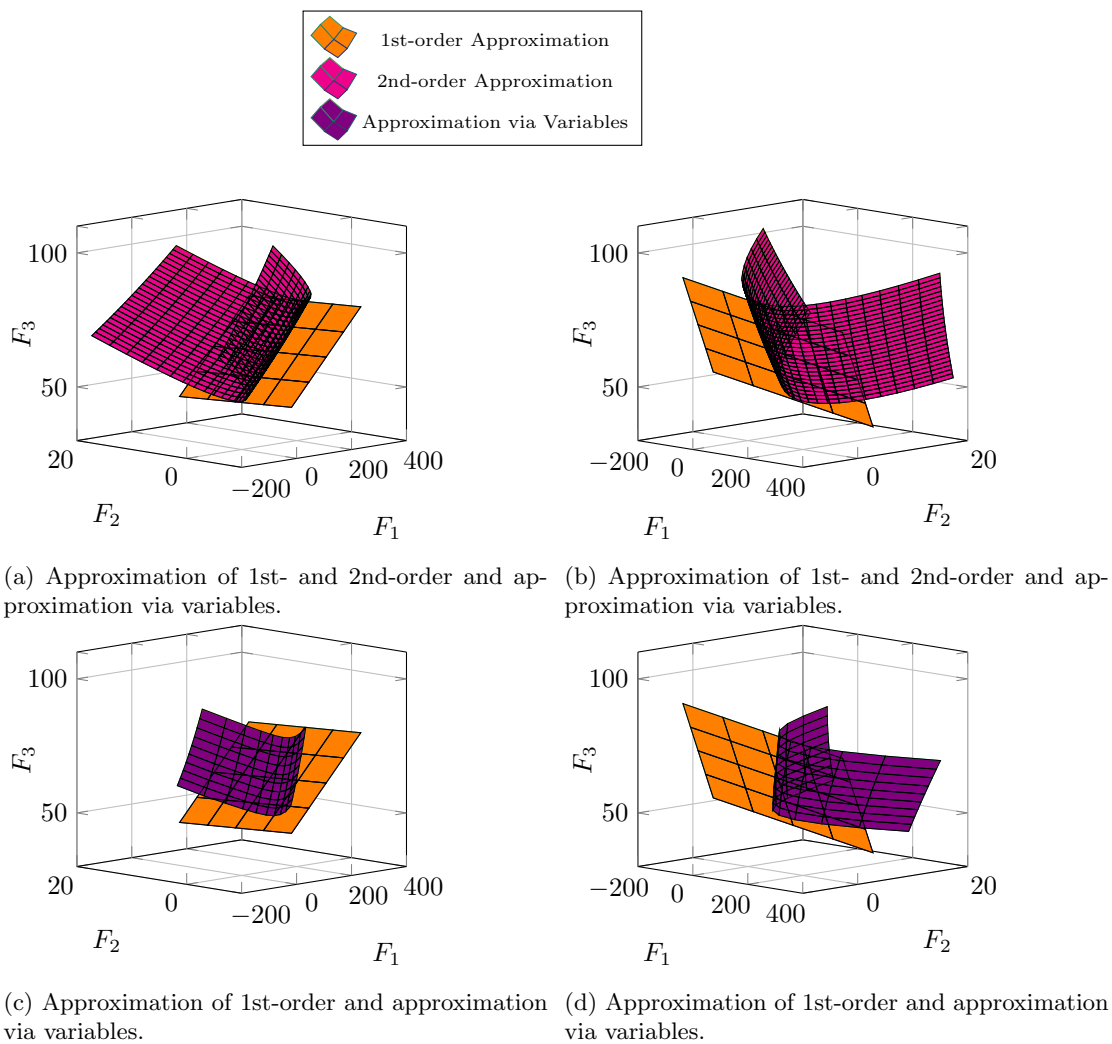 1st-order Approximation
2nd-order Approximation
Approximation via Variables
100
50
F3
20
0
F2
−200
0
200
400
F1
100
50
F3
−200
0
200
400
F1
0
20
F2
(a) Approximation of 1st- and 2nd-order and ap-
proximation via variables.
(b) Approximation of 1st- and 2nd-order and ap-
proximation via variables.
100
50
F3
20
0
F2
−200
0
200
400
F1
100
50
F3
−200
0
200
400
F1
0
20
F2
(c) Approximation of 1st-order and approximation
via variables.
(d) Approximation of 1st-order and approximation
via variables.